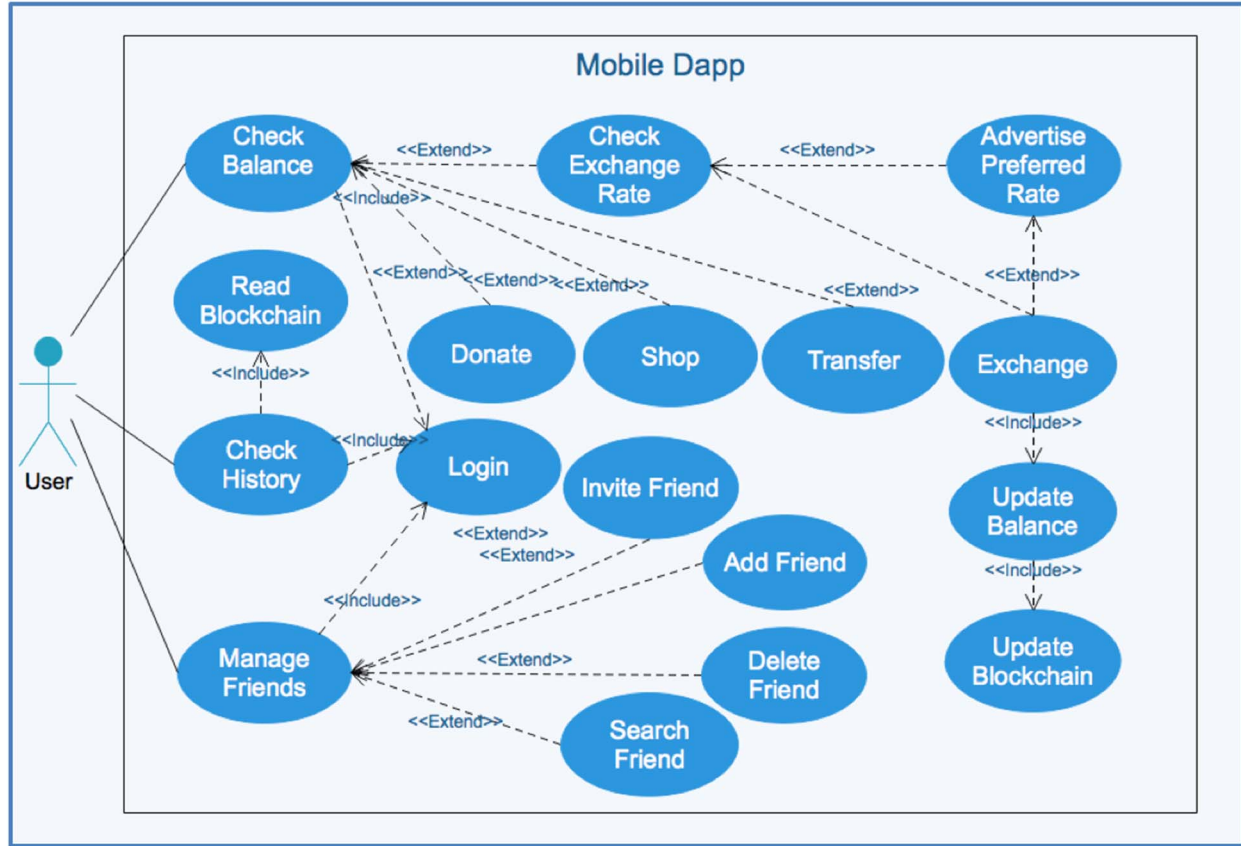 Mobile Dapp
Check
Balance
<<Extend>>
Check
Exchange
Rate
<<Extend>>
Advertise
Preferred
Rate
<<Include>>
<<Extend>>
<<Extend>>
<<Extend>>
<<Extend>>
<<Extend>>
Read
Blockchain
Donate
Shop
Transfer
Exchange
<<Include>>
<<Include>>
User
Check
History
<<Include>>
Login
Invite Friend
Update
Balance
<<Extend>>
<<Extend>>
Add Friend
<<Include>>
<<Include>>
Manage
Friends
<<Extend>>
Delete
Friend
Update
Blockchain
<<Extend>>
Search
Friend